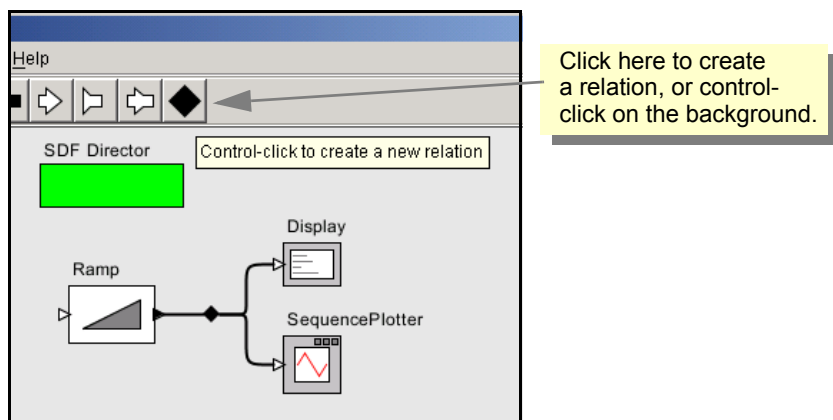 Help
Click here to create
a relation, or control-
click on the background.
SDF Director
Control-click to create a new relation
Display
Ramp
SequencePlotter